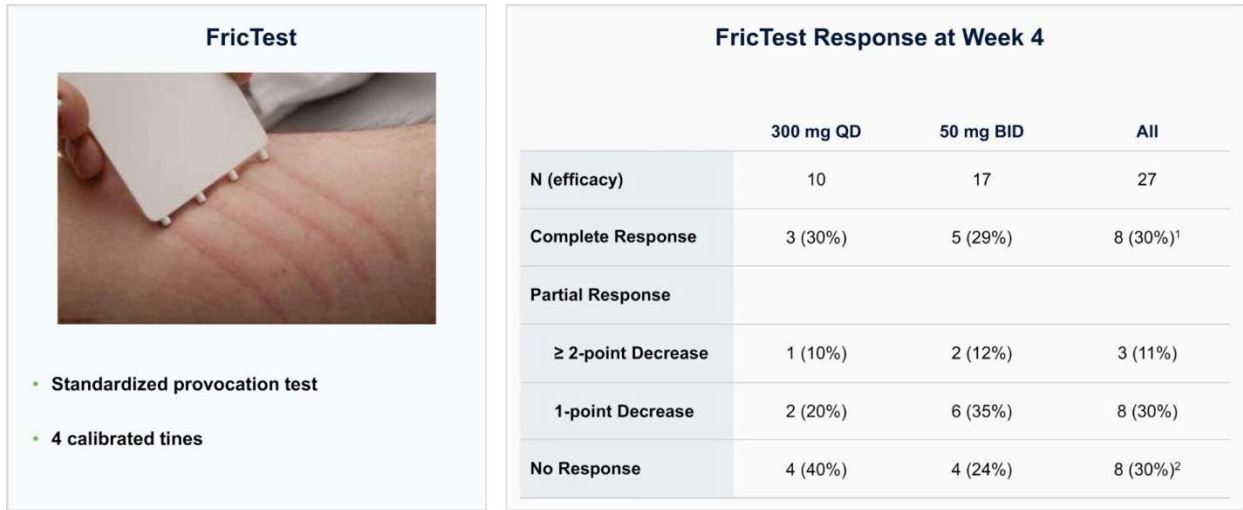 FricTest
• Standardized provocation test
• 4 calibrated tines
FricTest Response at Week 4
300 mg QD 50 mg BID All
N (efficacy) 10 17 27
Complete Response 3 (30%) 5 (29%) 8 (30%)¹
Partial Response
≥ 2-point Decrease 1 (10%) 2 (12%) 3 (11%)
1-point Decrease 2 (20%) 6 (35%) 8 (30%)
No Response 4 (40%) 4 (24%) 8 (30%)²